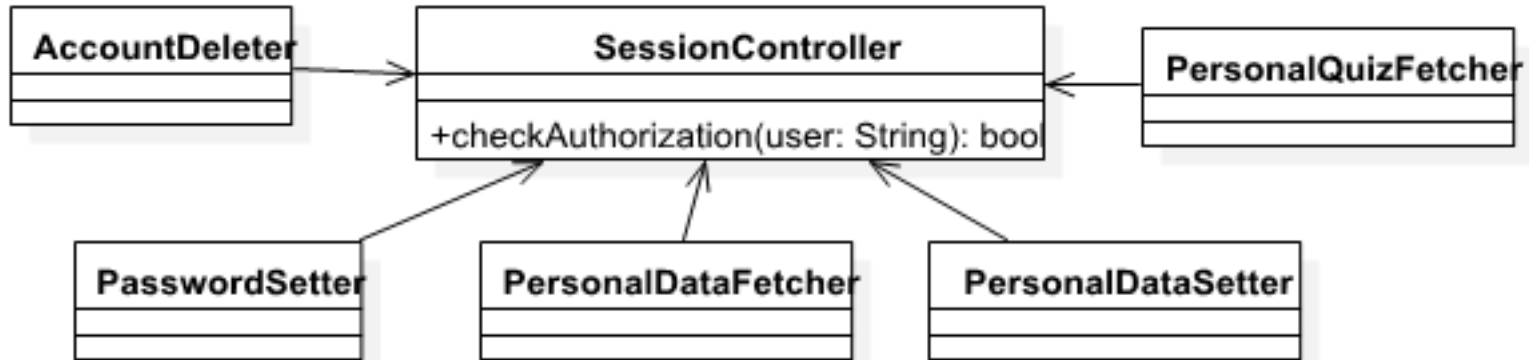 AccountDeleter
SessionController
PersonalQuizFetcher
+checkAuthorization(user: String): bool
PasswordSetter
PersonalDataFetcher
PersonalDataSetter